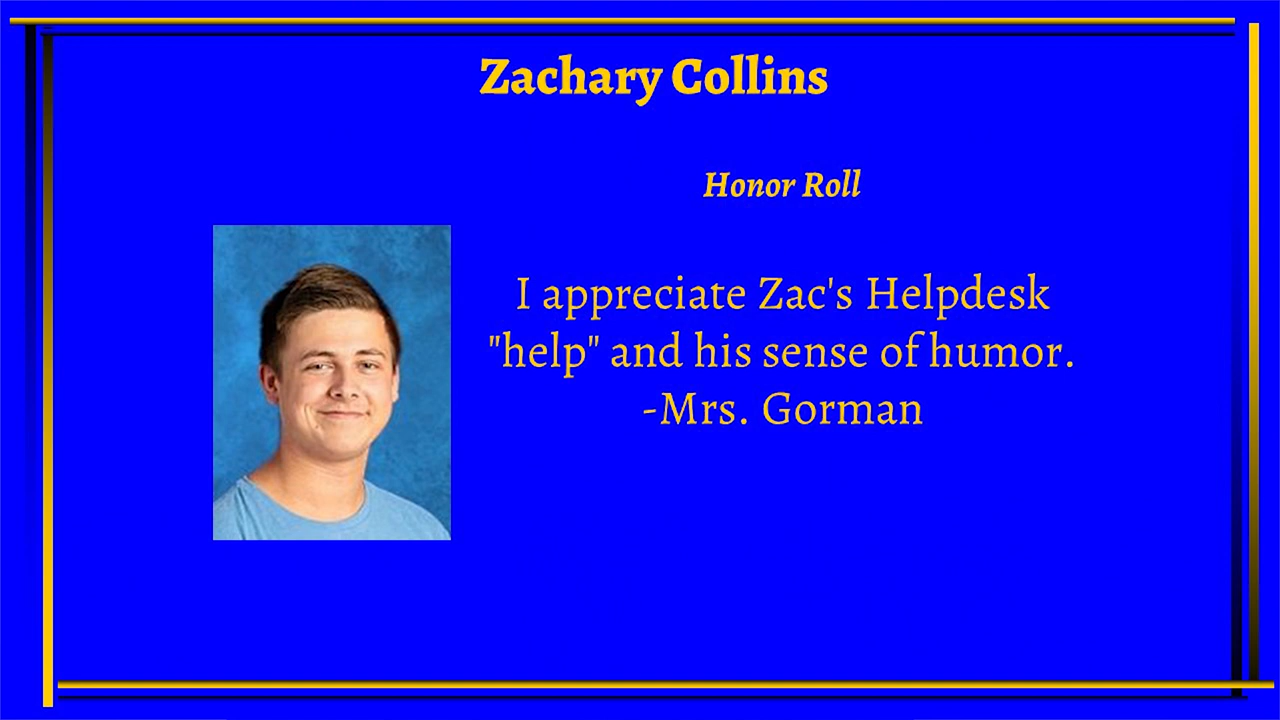 Zachary Collins
Honor Roll
I appreciate Zac's Helpdesk
"help" and his sense of humor.
-Mrs. Gorman